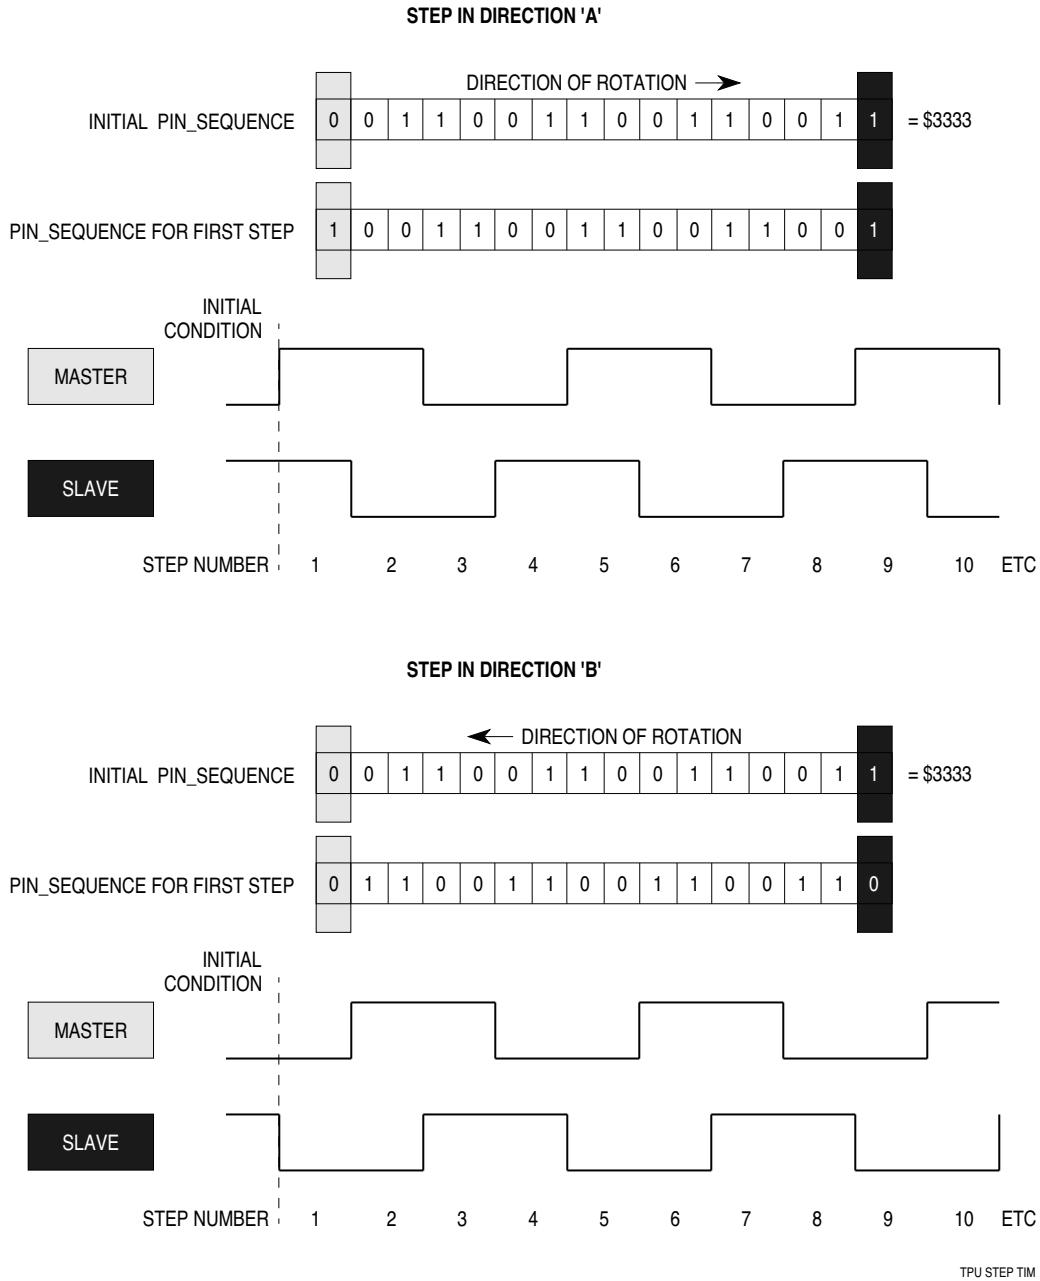 STEP IN DIRECTION 'A'
DIRECTION OF ROTATION
INITIAL PIN_SEQUENCE 0 0 1 1 0 0 1 1 0 0 1 1 0 0 1 1 = $3333
PIN_SEQUENCE FOR FIRST STEP 1 0 0 1 1 0 0 1 1 0 0 1 1 0 0 1
INITIAL
CONDITION
MASTER
SLAVE
STEP NUMBER 1 2 3 4 5 6 7 8 9 10 ETC
STEP IN DIRECTION 'B'
DIRECTION OF ROTATION
INITIAL PIN_SEQUENCE 0 0 1 1 0 0 1 1 0 0 1 1 0 0 1 1 = $3333
PIN_SEQUENCE FOR FIRST STEP 0 1 1 0 0 1 1 0 0 1 1 0 0 1 1 0
INITIAL
CONDITION
MASTER
SLAVE
STEP NUMBER 1 2 3 4 5 6 7 8 9 10 ETC
TPU STEP TIM